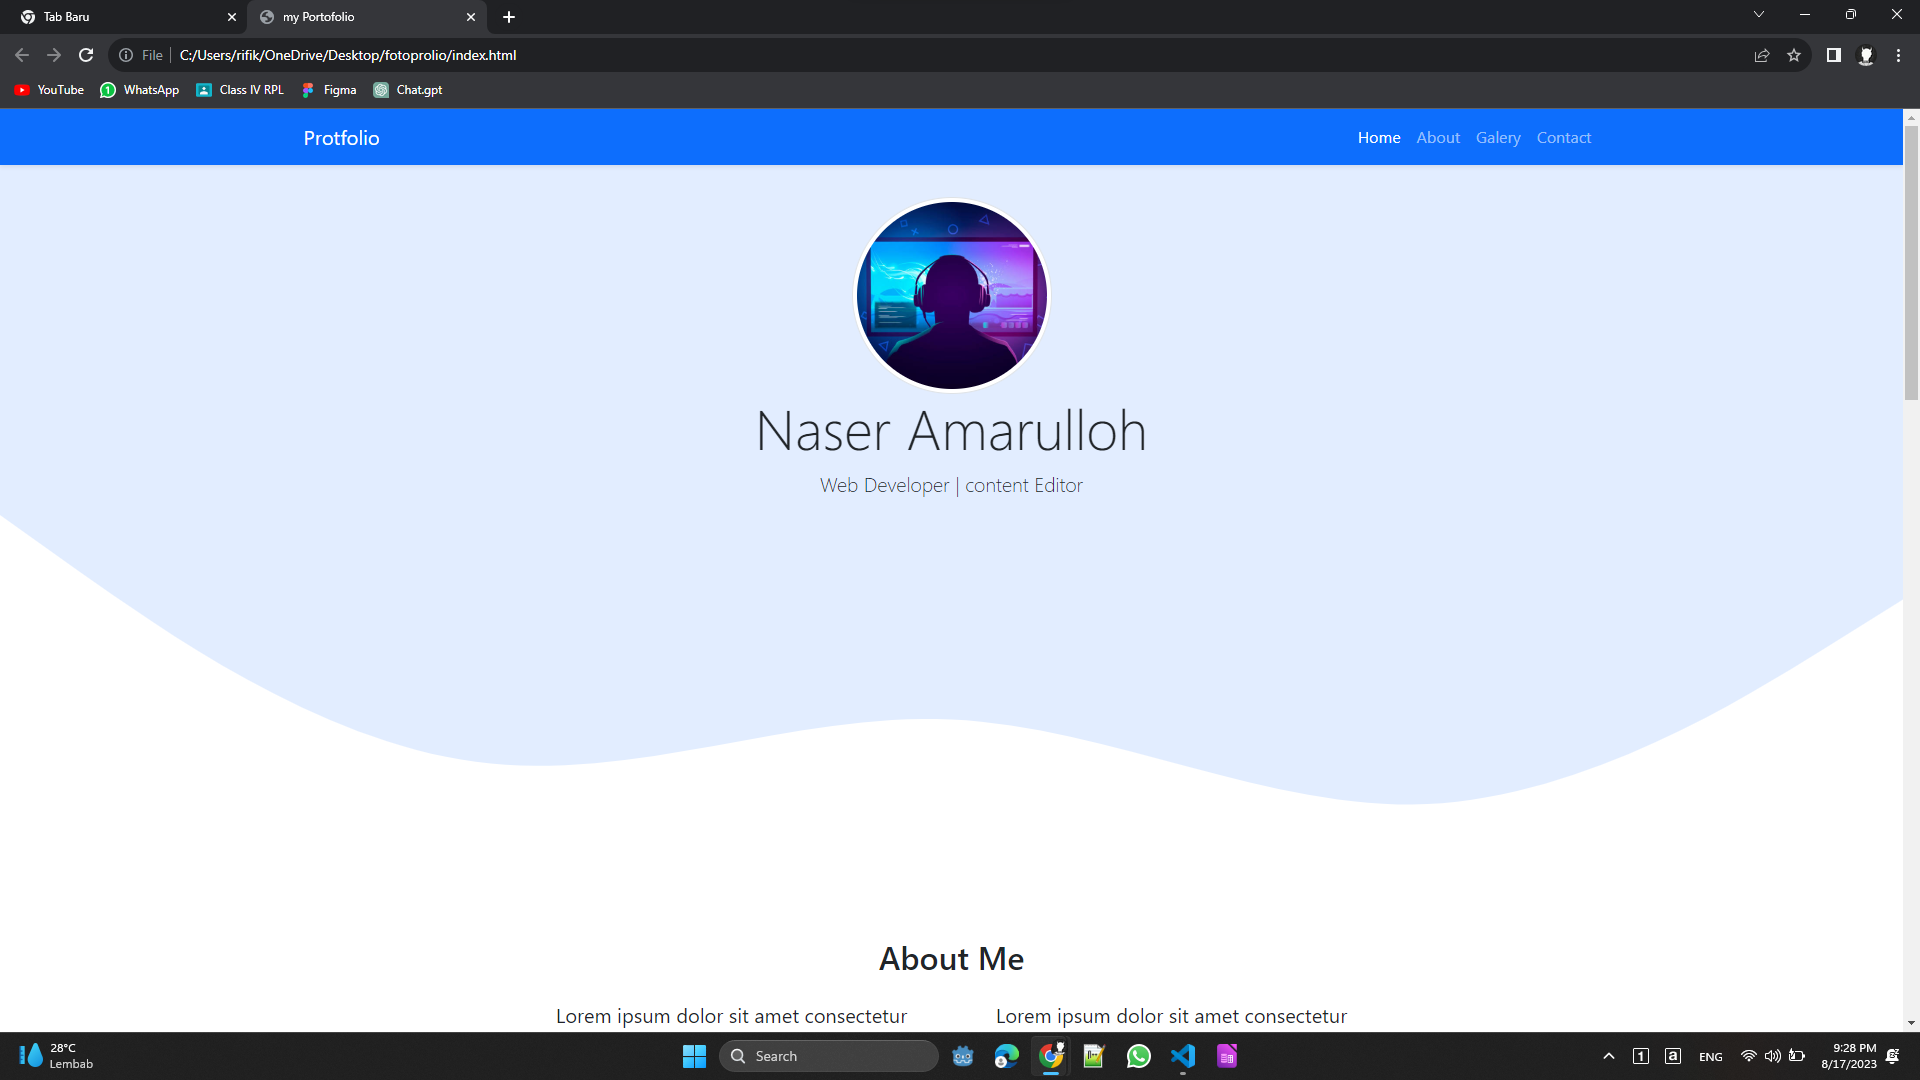 Tab Baru
my Portofolio
File
C:/Users/rifik/OneDrive/Desktop/fotoprolio/index.html
YouTube
WhatsApp
Class IV RPL
Figma
Chat.gpt
Protfolio
Home
About
Galery
Contact
Naser Amarulloh
Web Developer | content Editor
About Me
Lorem ipsum dolor sit amet consectetur
Lorem ipsum dolor sit amet consectetur
28°C
Lembab
Search
ENG
9:28 PM
8/17/2023